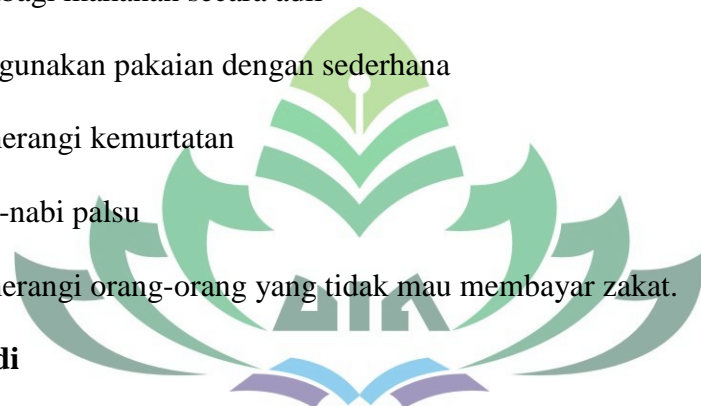 gunakan pakaian dengan sederhana
erangi kemurtatan
-nabi palsu
erangi orang-orang yang tidak mau membayar zakat.
di